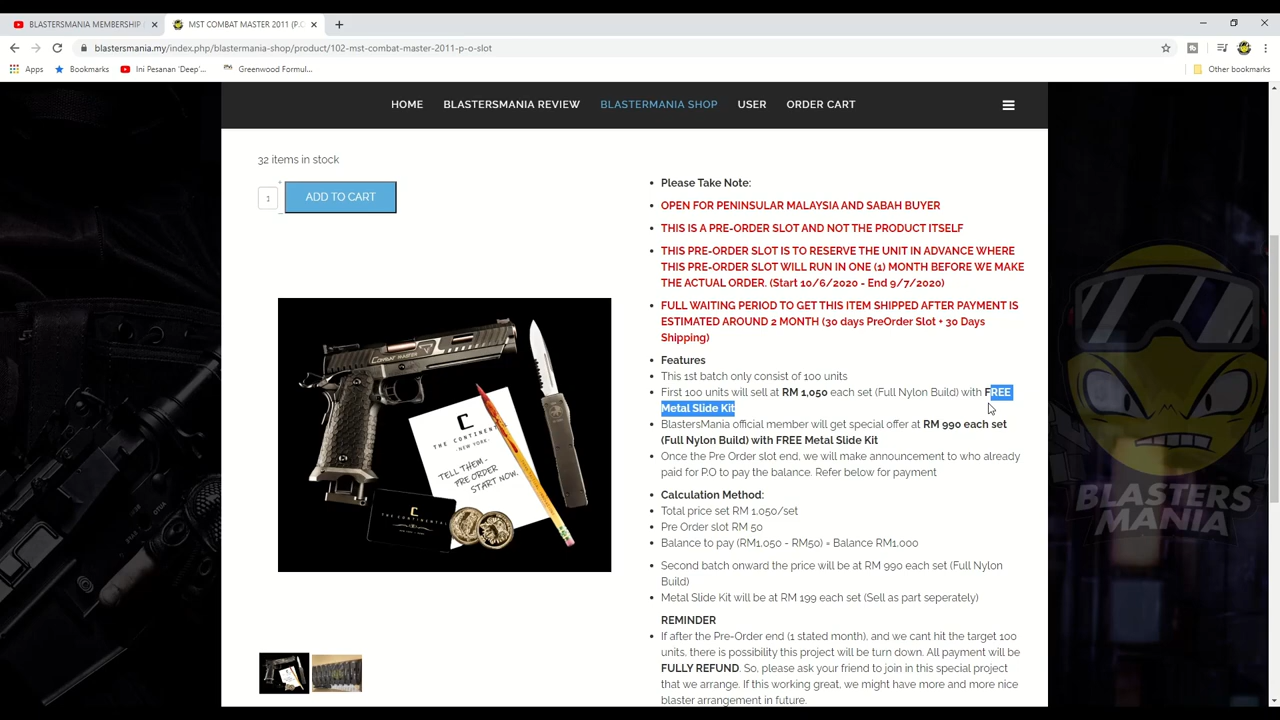 BLASTERSMANIA MEMBERSHIP
MST COMBAT MASTER 2011 (P.O
blastersmania.my/index.php/blastermania-shop/product/102-mst-combat-master-2011-p-o-slot
Apps Bookmarks Ini Pesanan 'Deep'... Greenwood Formul... Other bookmarks
HOME BLASTERSMANIA REVIEW BLASTERMANIA SHOP USER ORDER CART
32 items in stock
1 ADD TO CART
COMBAT MASTER
C
THE CONTINENTAL
-NEW YORK-
TELL THEM-
PRE ORDER
START NOW.
C
THE CONTINENTAL
• Please Take Note:
• OPEN FOR PENINSULAR MALAYSIA AND SABAH BUYER
• THIS IS A PRE-ORDER SLOT AND NOT THE PRODUCT ITSELF
• THIS PRE-ORDER SLOT IS TO RESERVE THE UNIT IN ADVANCE WHERE
THIS PRE-ORDER SLOT WILL RUN IN ONE (1) MONTH BEFORE WE MAKE
THE ACTUAL ORDER. (Start 10/6/2020 - End 9/7/2020)
• FULL WAITING PERIOD TO GET THIS ITEM SHIPPED AFTER PAYMENT IS
ESTIMATED AROUND 2 MONTH (30 days PreOrder Slot + 30 Days
Shipping)
• Features
• This 1st batch only consist of 100 units
• First 100 units will sell at RM 1,050 each set (Full Nylon Build) with FREE
Metal Slide Kit
• BlastersMania official member will get special offer at RM 990 each set
(Full Nylon Build) with FREE Metal Slide Kit
• Once the Pre Order slot end, we will make announcement to who already
paid for P.O to pay the balance. Refer below for payment
• Calculation Method:
• Total price set RM 1,050/set
• Pre Order slot RM 50
• Balance to pay (RM1,050 - RM50) = Balance RM1,000
• Second batch onward the price will be at RM 990 each set (Full Nylon
Build)
• Metal Slide Kit will be at RM 199 each set (Sell as part seperately)
REMINDER
• If after the Pre-Order end (1 stated month), and we cant hit the target 100
units, there is possibility this project will be turn down. All payment will be
FULLY REFUND. So, please ask your friend to join in this special project
that we arrange. If this working great, we might have more and more nice
blaster arrangement in future.
BLASTERS
MANIA